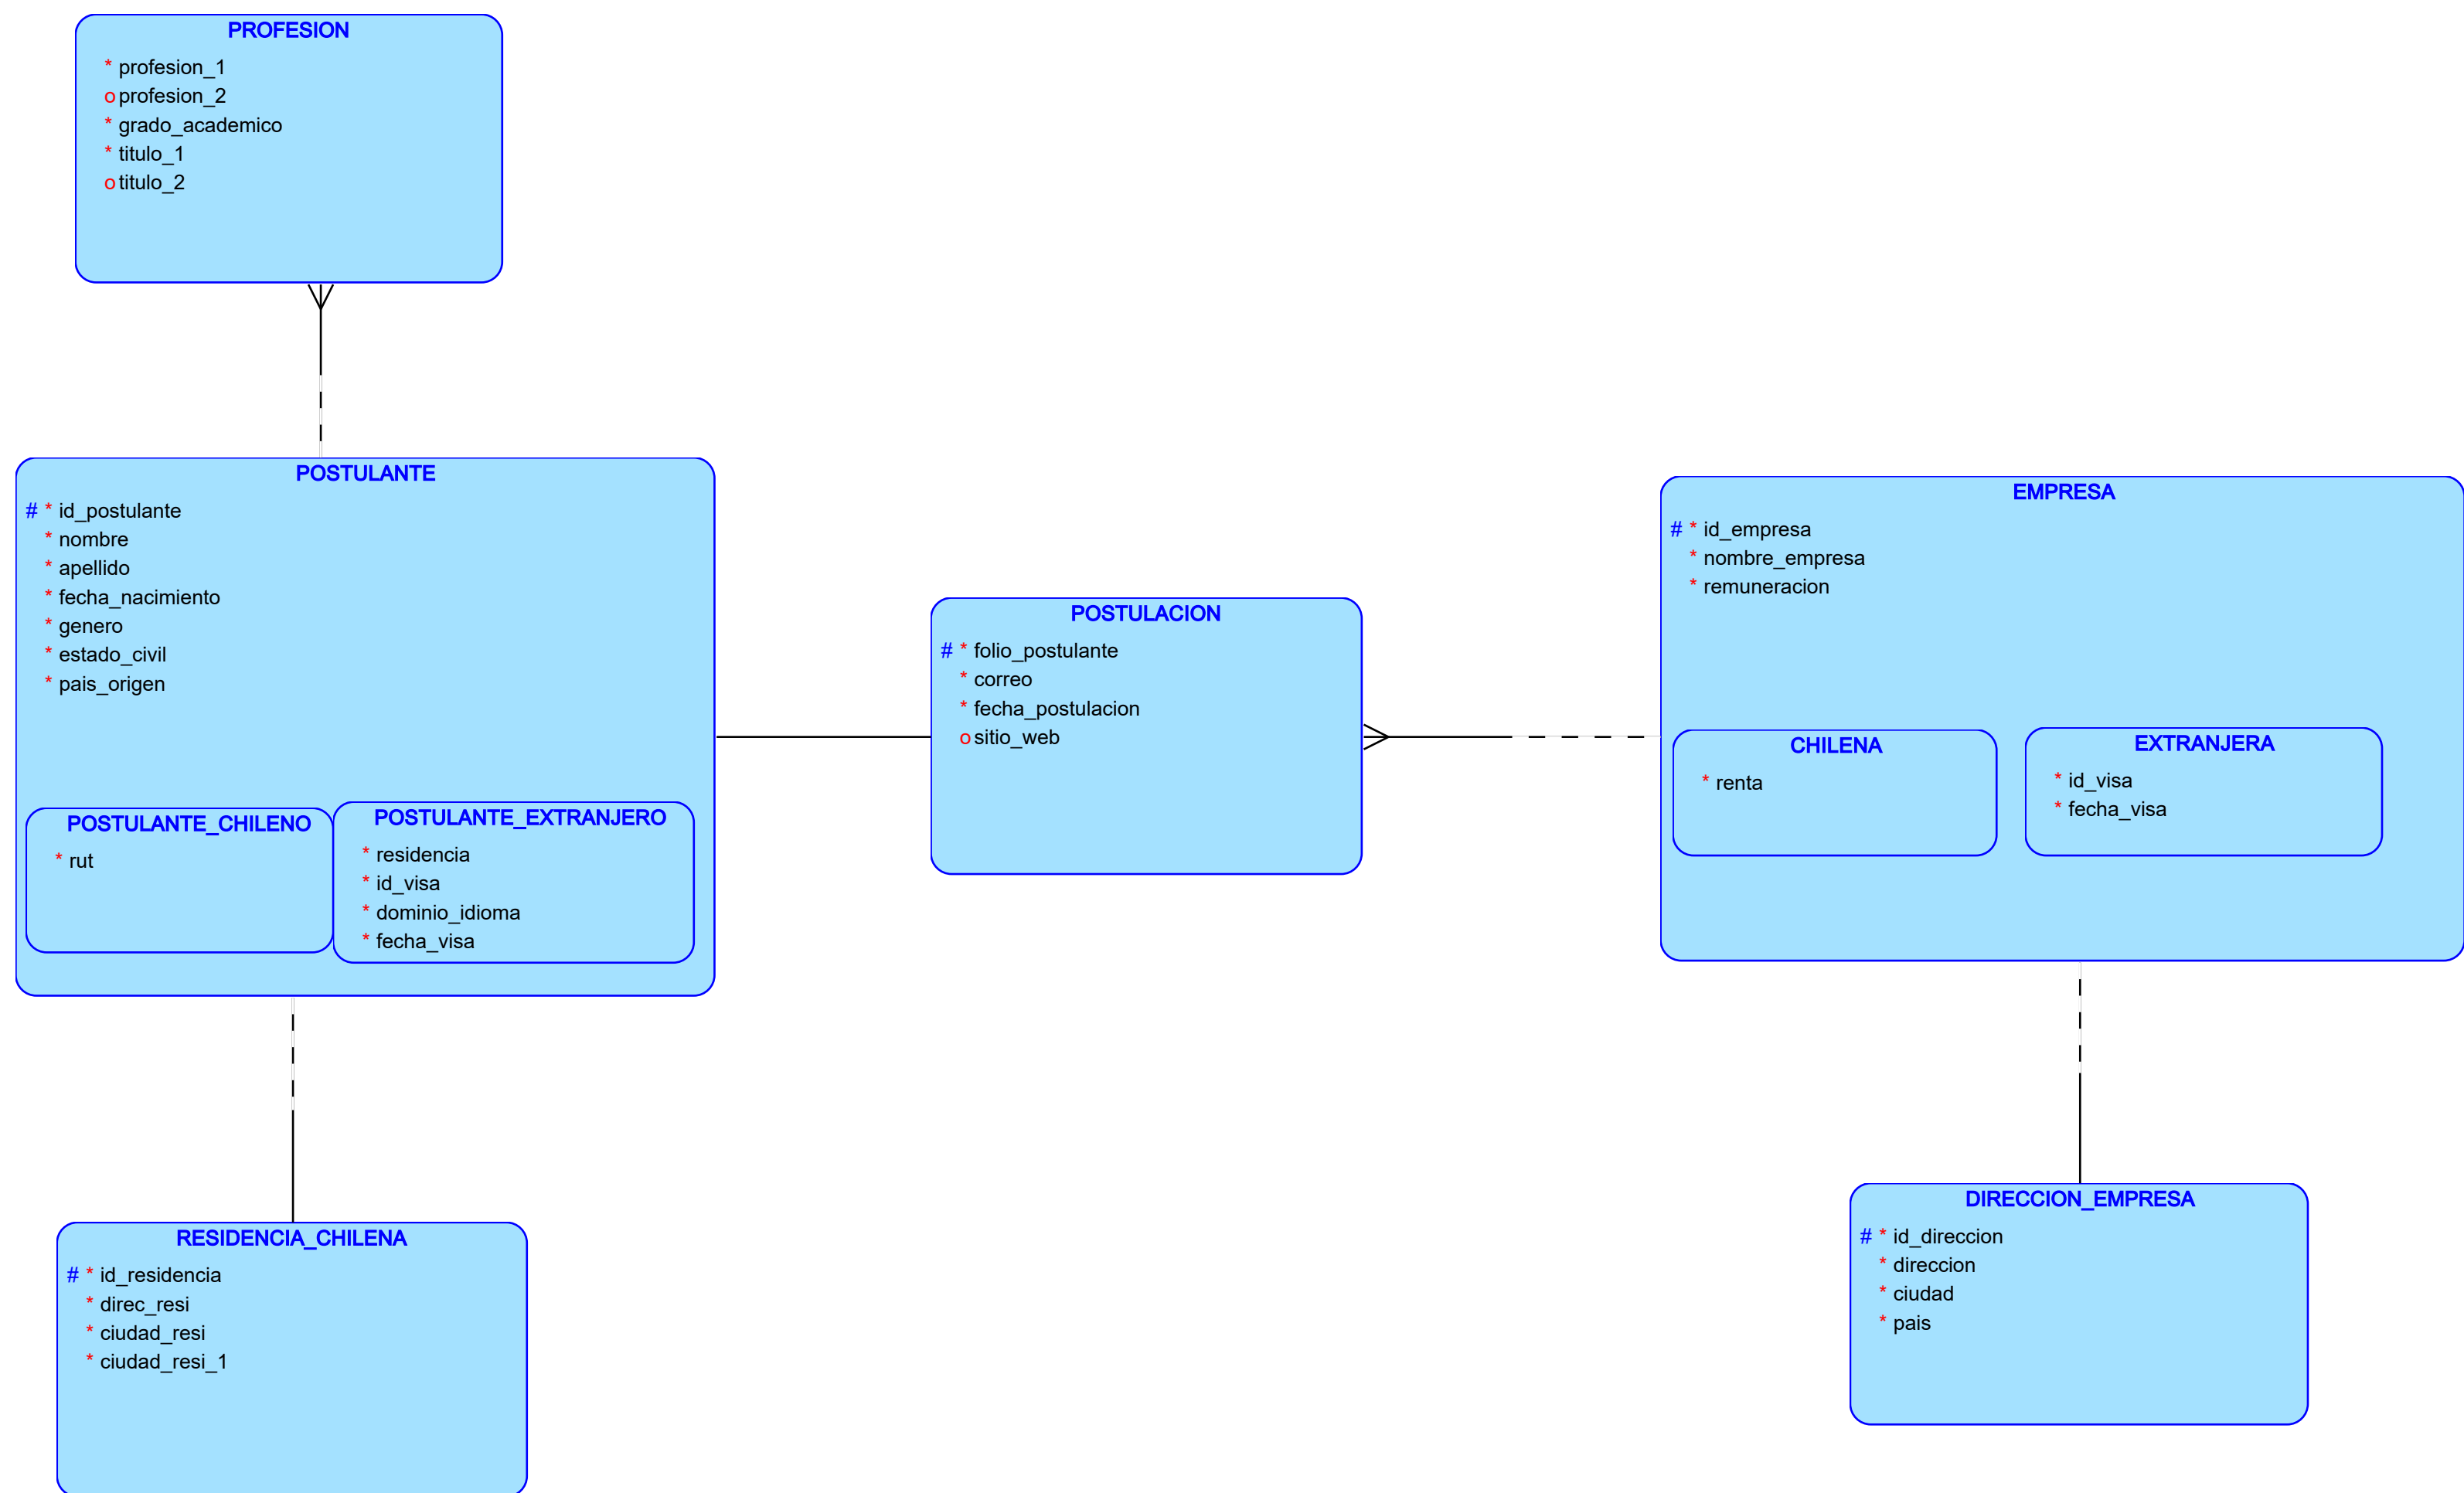 PROFESION
* profesion_1
o profesion_2
* grado_academico
* titulo_1
o titulo_2
POSTULANTE
# * id_postulante
* nombre
* apellido
* fecha_nacimiento
* genero
* estado_civil
* pais_origen
POSTULANTE_CHILENO
* rut
POSTULANTE_EXTRANJERO
* residencia
* id_visa
* dominio_idioma
* fecha_visa
POSTULACION
# * folio_postulante
* correo
* fecha_postulacion
o sitio_web
EMPRESA
# * id_empresa
* nombre_empresa
* remuneracion
CHILENA
* renta
EXTRANJERA
* id_visa
* fecha_visa
RESIDENCIA_CHILENA
# * id_residencia
* direc_resi
* ciudad_resi
* ciudad_resi_1
DIRECCION_EMPRESA
# * id_direccion
* direccion
* ciudad
* pais